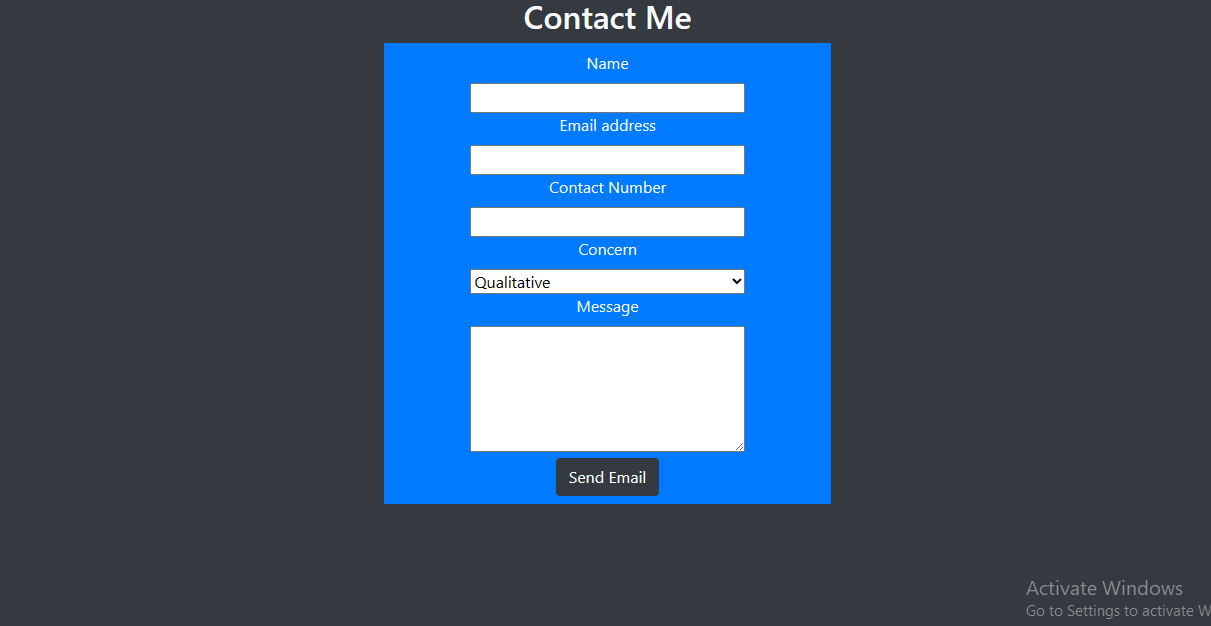 Contact Me
Name
Email address
Contact Number
Concern
Qualitative
Message
Send Email
Activate Windows
Go to Settings to activate W